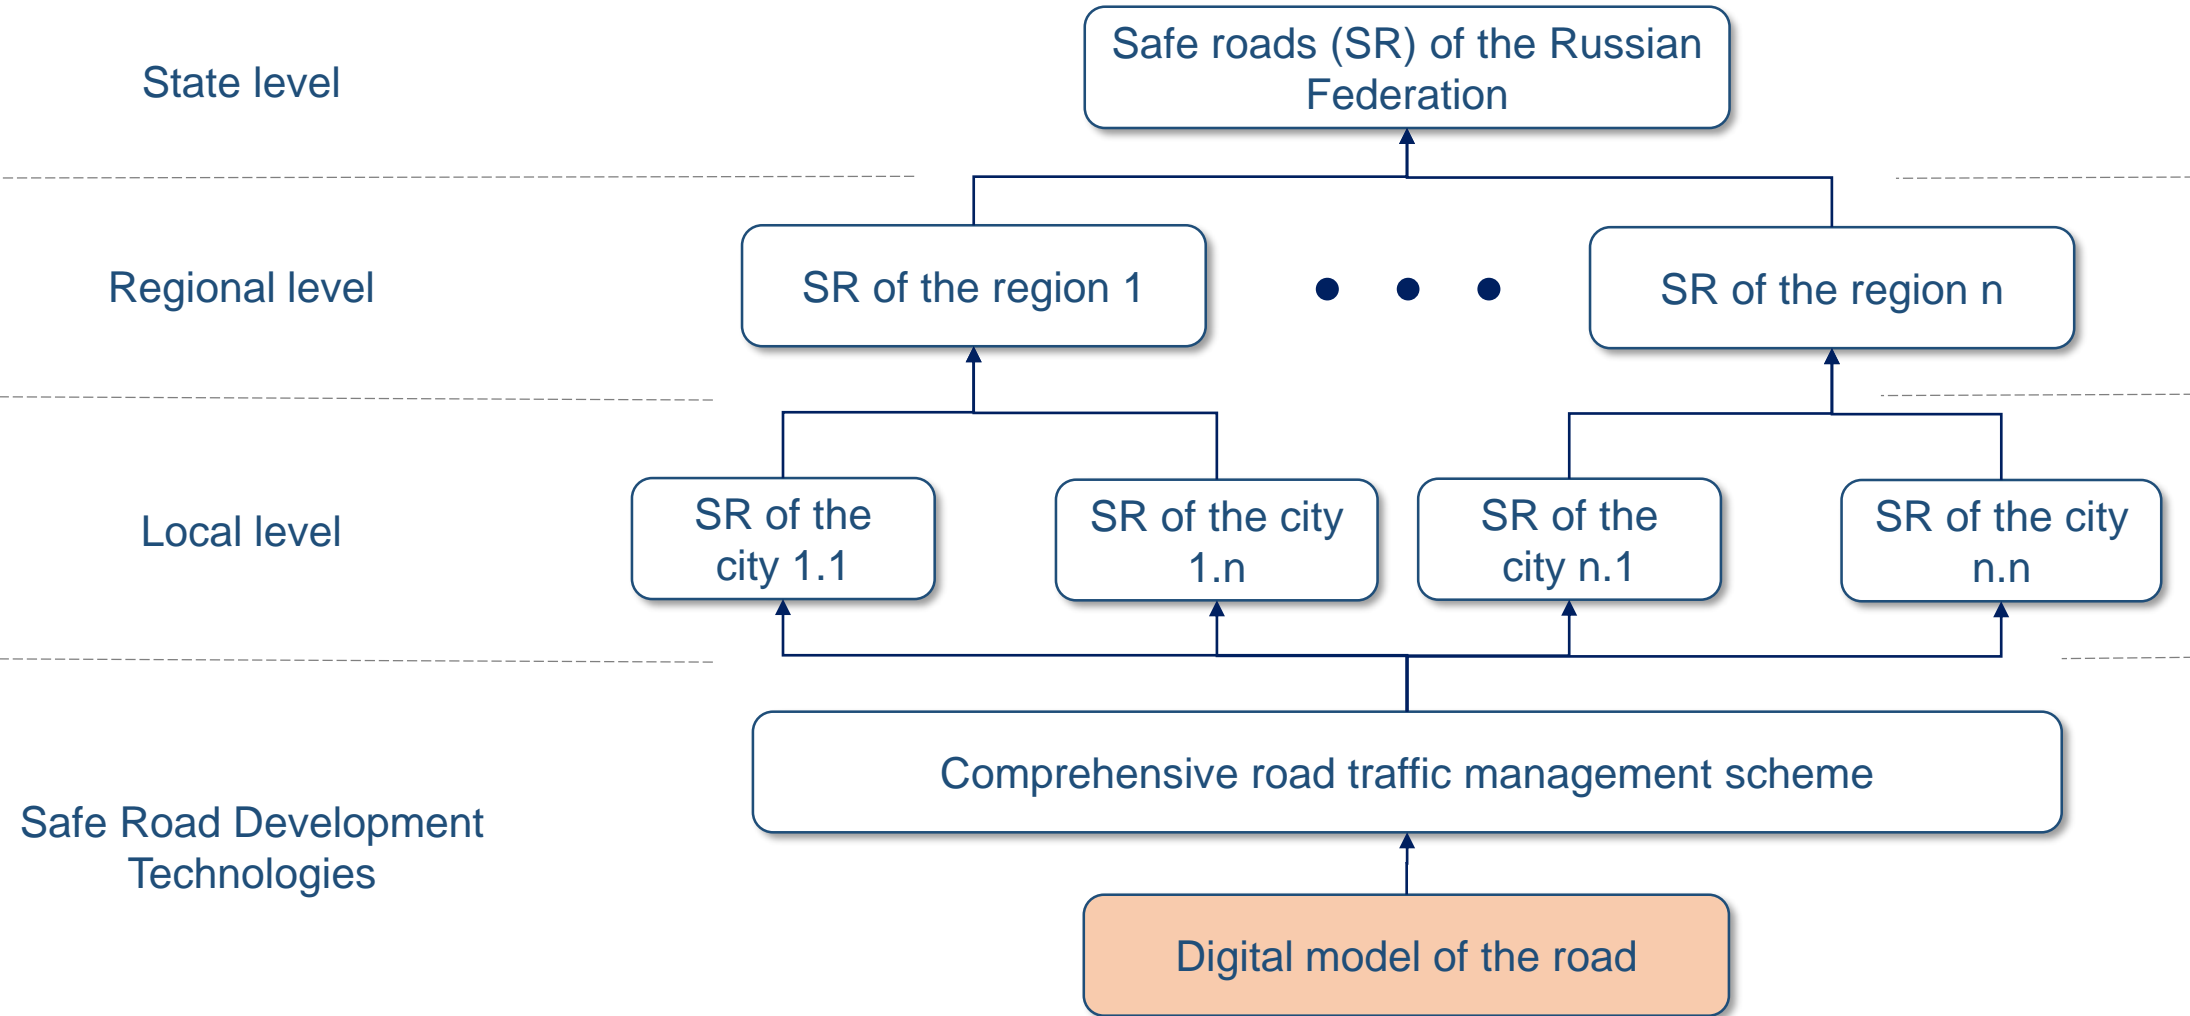 State level
Safe roads (SR) of the Russian
Federation
Regional level
SR of the region 1
SR of the region n
Local level
SR of the
city 1.1
SR of the city
1.n
SR of the
city n.1
SR of the city
n.n
Safe Road Development
Technologies
Comprehensive road traffic management scheme
Digital model of the road